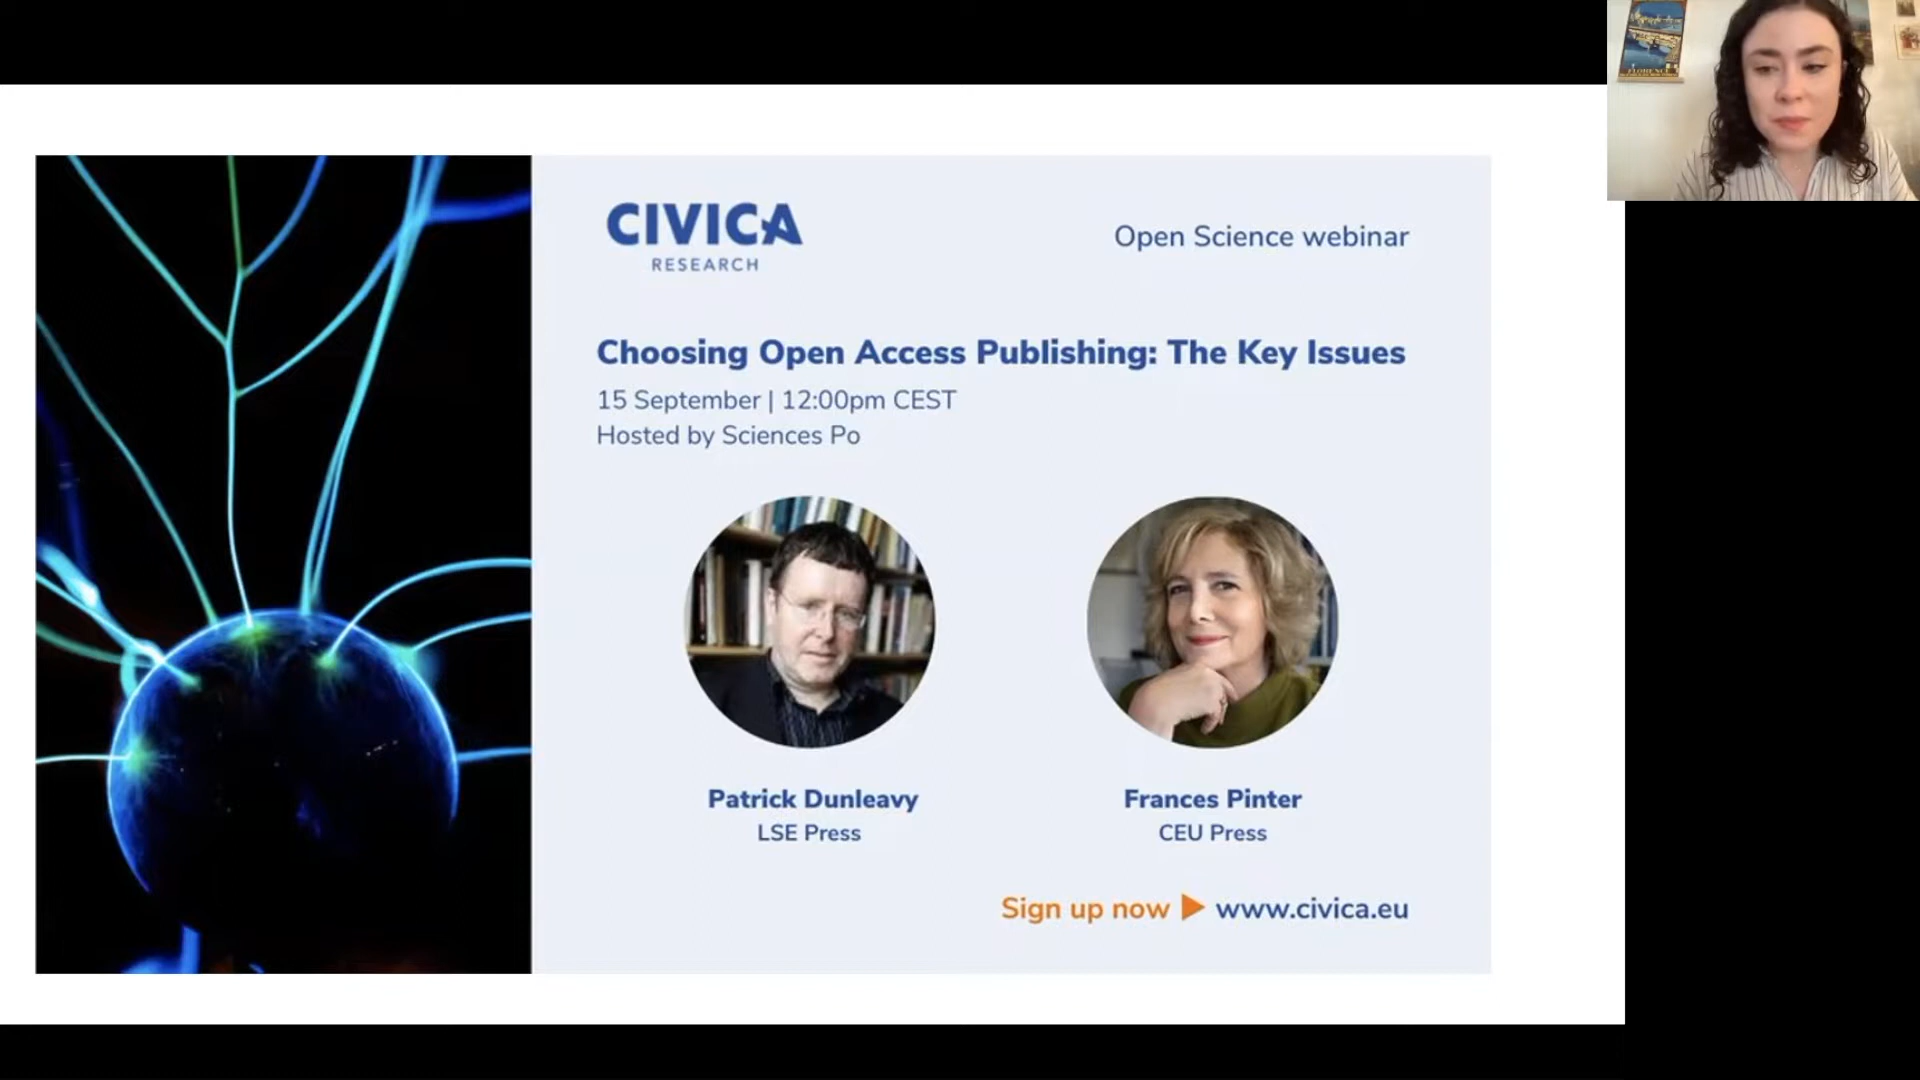 CIVICA
RESEARCH
Open Science webinar
Choosing Open Access Publishing: The Key Issues
15 September | 12:00pm CEST
Hosted by Sciences Po
Patrick Dunleavy
LSE Press
Frances Pinter
CEU Press
Sign up now ▶ www.civica.eu
FLORENCE